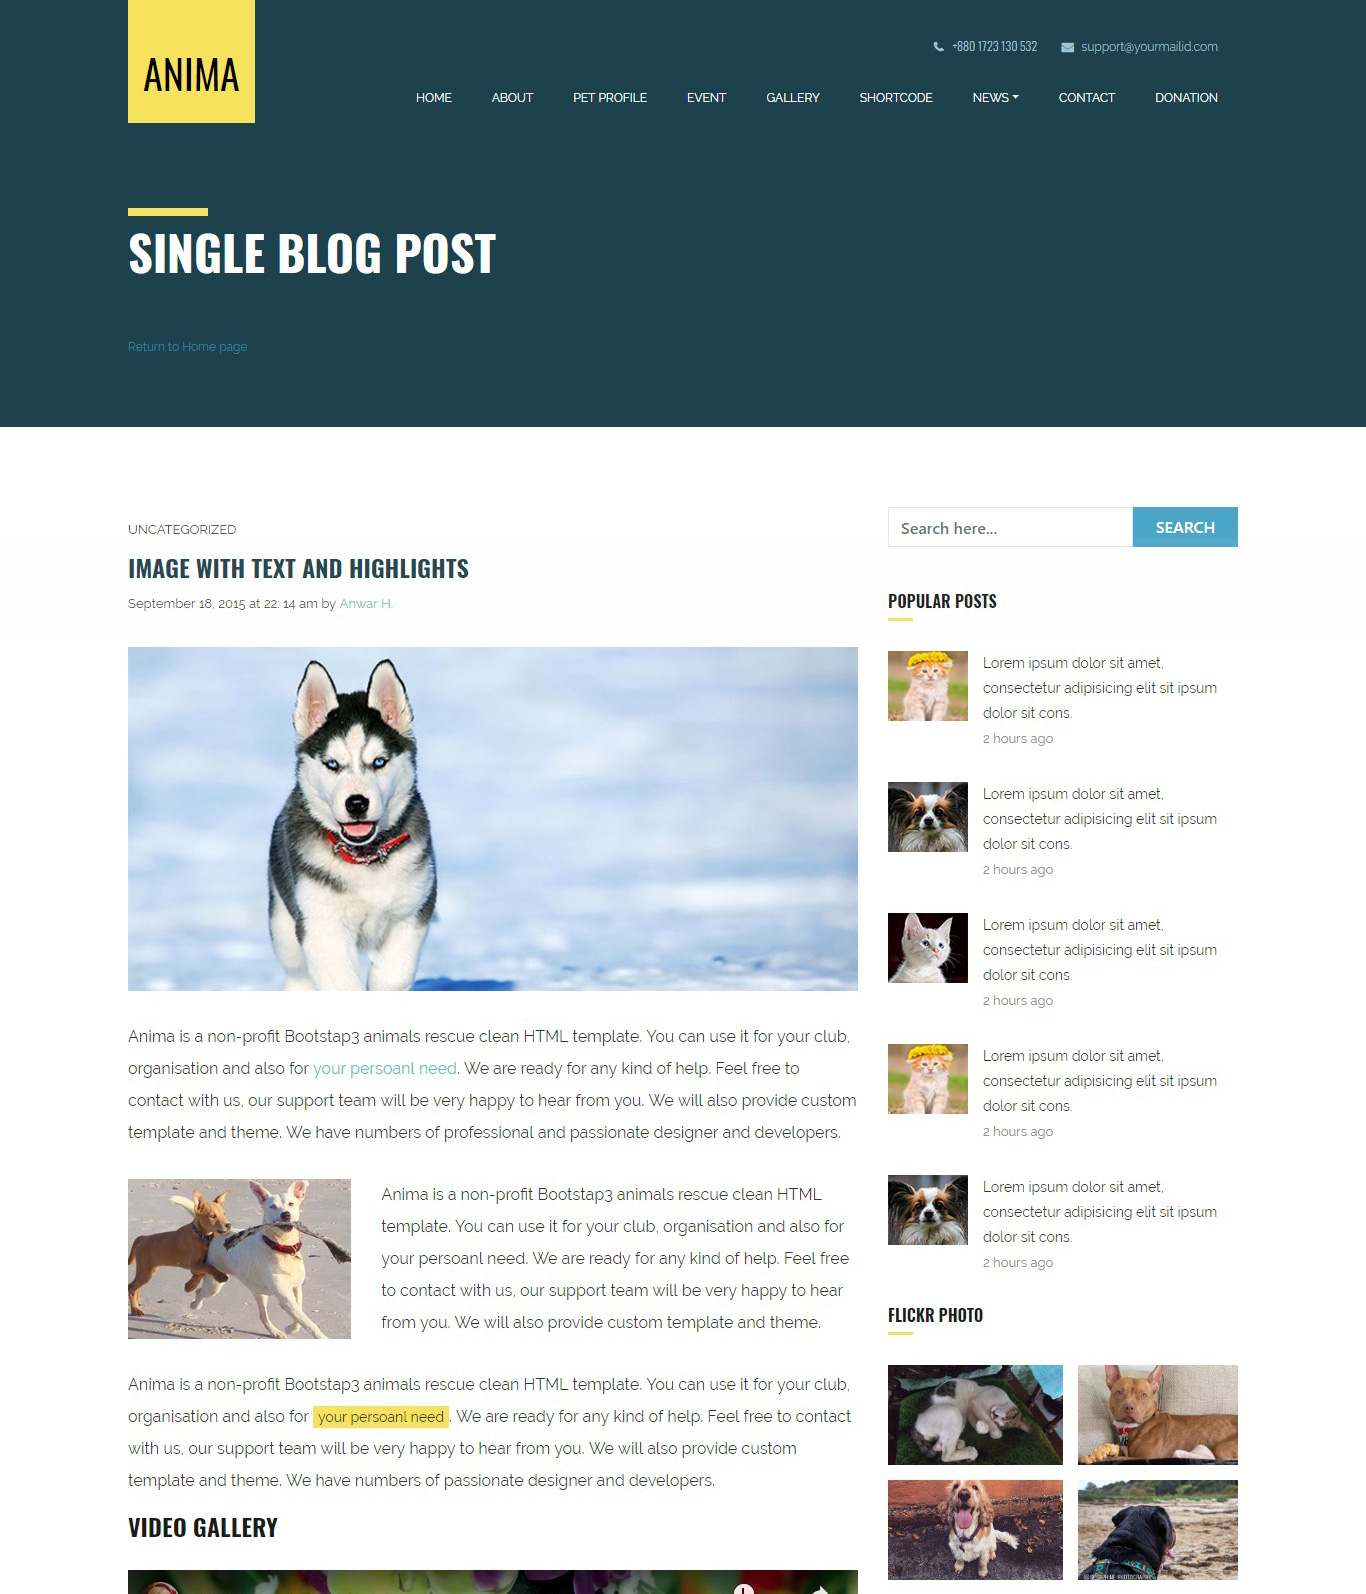 ANIMA
+880 1723 130 532 support@yourmailid.com
HOME ABOUT PET PROFILE EVENT GALLERY SHORTCODE NEWS CONTACT DONATION
SINGLE BLOG POST
Return to Home page
UNCATEGORIZED
IMAGE WITH TEXT AND HIGHLIGHTS
September 18, 2015 at 22: 14 am by Anwar H.
Anima is a non-profit Bootstap3 animals rescue clean HTML template. You can use it for your club,
organisation and also for your persoanl need. We are ready for any kind of help. Feel free to
contact with us, our support team will be very happy to hear from you. We will also provide custom
template and theme. We have numbers of professional and passionate designer and developers.
Anima is a non-profit Bootstap3 animals rescue clean HTML
template. You can use it for your club, organisation and also for
your persoanl need. We are ready for any kind of help. Feel free
to contact with us, our support team will be very happy to hear
from you. We will also provide custom template and theme.
Anima is a non-profit Bootstap3 animals rescue clean HTML template. You can use it for your club,
organisation and also for your persoanl need. We are ready for any kind of help. Feel free to contact
with us, our support team will be very happy to hear from you. We will also provide custom
template and theme. We have numbers of passionate designer and developers.
VIDEO GALLERY
Search here... SEARCH
POPULAR POSTS
Lorem ipsum dolor sit amet,
consectetur adipisicing elit sit ipsum
dolor sit cons.
2 hours ago
Lorem ipsum dolor sit amet,
consectetur adipisicing elit sit ipsum
dolor sit cons.
2 hours ago
Lorem ipsum dolor sit amet,
consectetur adipisicing elit sit ipsum
dolor sit cons.
2 hours ago
Lorem ipsum dolor sit amet,
consectetur adipisicing elit sit ipsum
dolor sit cons.
2 hours ago
Lorem ipsum dolor sit amet,
consectetur adipisicing elit sit ipsum
dolor sit cons.
2 hours ago
FLICKR PHOTO